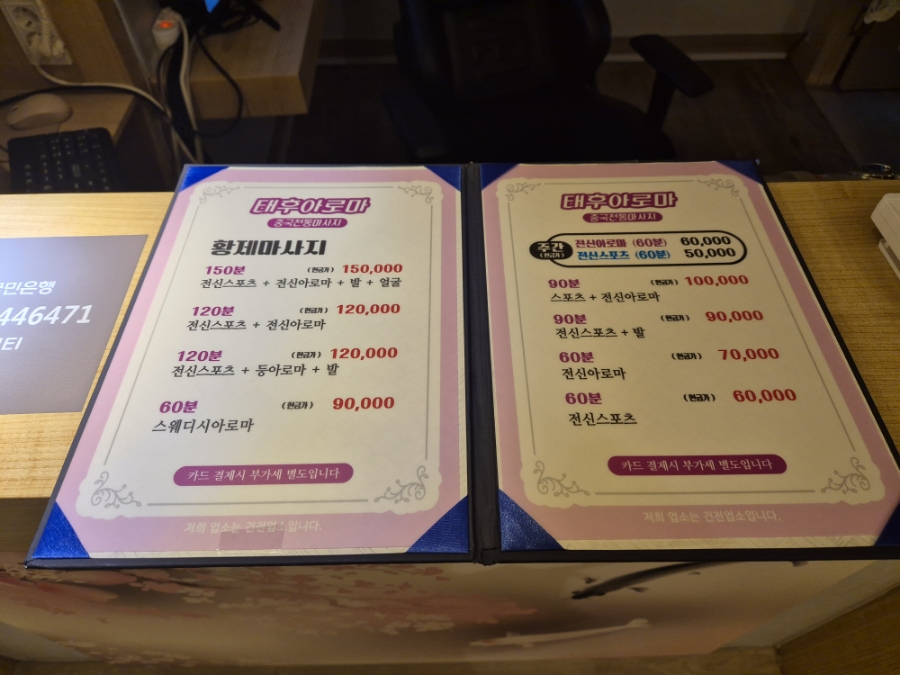 민은행
446471
태후아로마
중국전통마사지
황제마사지
150분 (현금가) 150,000
전신스포츠 + 전신아로마 + 발 + 얼굴
120분 (현금가) 120,000
전신스포츠 + 전신아로마
120분 (현금가) 120,000
전신스포츠 + 등아로마 + 발
60분 (현금가) 90,000
스웨디시아로마
카드 결제시 부가세 별도입니다
저희 업소는 건전업소입니다.
태후아로마
중국전통마사지
주간 (현금가)
전신아로마 (60분) 60,000
전신스포츠 (60분) 50,000
90분 (현금가) 100,000
스포츠 + 전신아로마
90분 (현금가) 90,000
전신스포츠 + 발
60분 (현금가) 70,000
전신아로마
60분 (현금가) 60,000
전신스포츠
카드 결제시 부가세 별도입니다
저희 업소는 건전업소입니다.